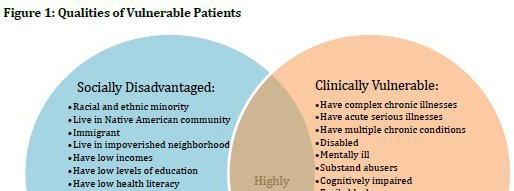 Figure 1: Qualities of Vulnerable Patients
Socially Disadvantaged:
• Racial and ethnic minority
• Live in Native American community
• Immigrant
• Live in impoverished neighborhood
• Have low incomes
• Have low levels of education
• Have low health literacy
Clinically Vulnerable:
• Have complex chronic illnesses
• Have acute serious illnesses
• Have multiple chronic conditions
• Disabled
• Mentally ill
• Substand abusers
• Cognitively impaired
Highly